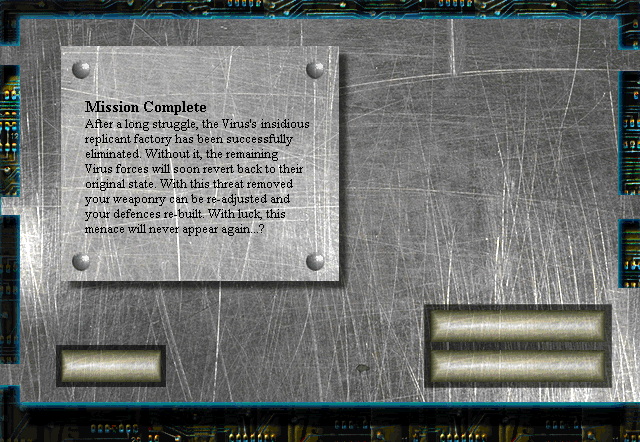 Mission Complete
After a long struggle, the Virus's insidious
replicant factory has been successfully
eliminated. Without it, the remaining
Virus forces will soon revert back to their
original state. With this threat removed
your weaponry can be re-adjusted and
your defences re-built. With luck, this
menace will never appear again...?